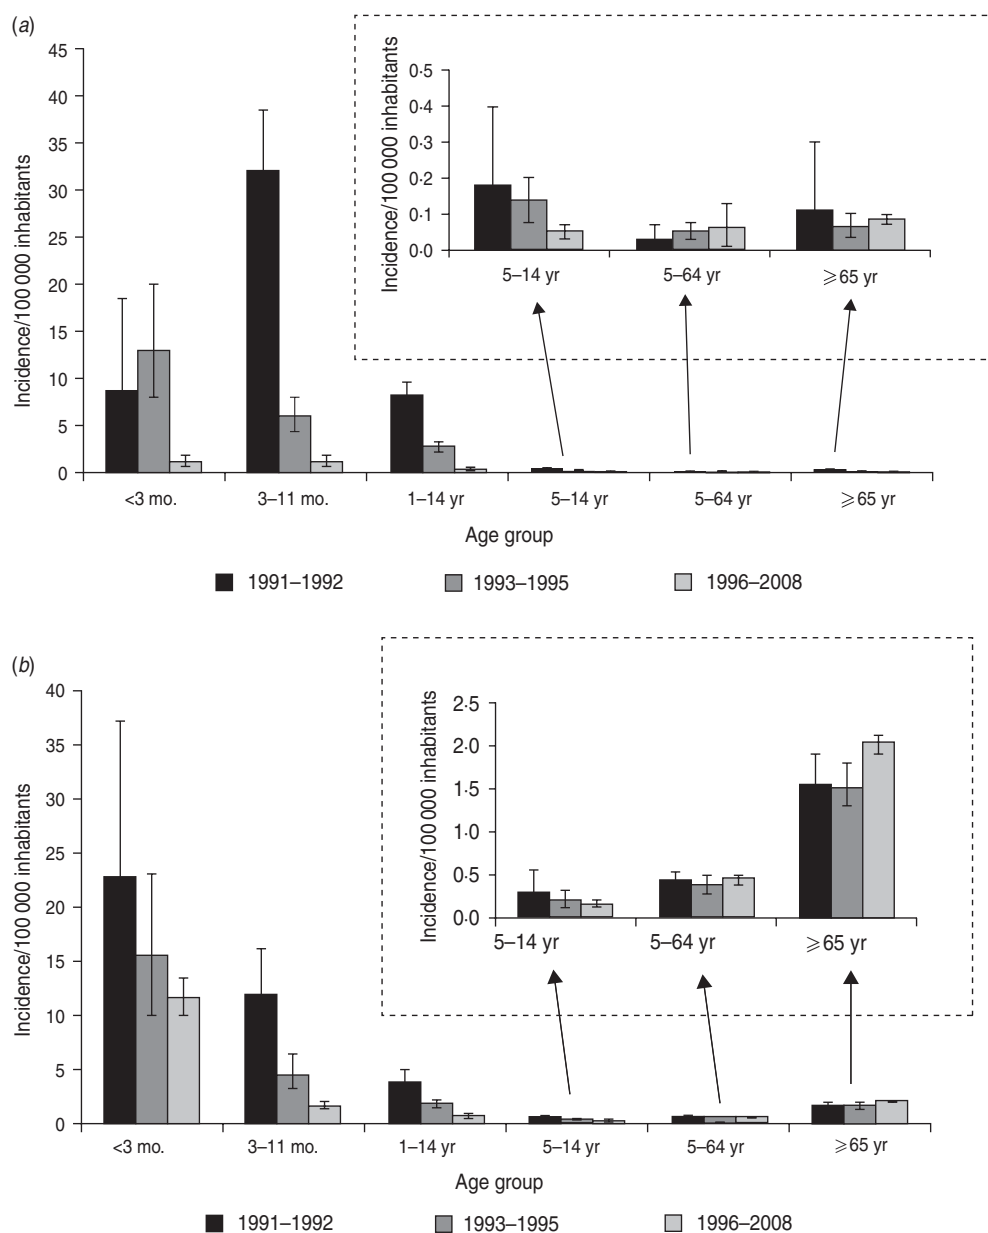 (a)
Incidence/100 000 inhabitants
45
40
35
30
25
20
15
10
5
0
<3 mo.
3–11 mo.
1–14 yr
5–14 yr
5–64 yr
⩾65 yr
Age group
Incidence/100 000 inhabitants
0·5
0·4
0·3
0·2
0·1
0·0
5–14 yr
5–64 yr
⩾65 yr
1991–1992
1993–1995
1996–2008
(b)
Incidence/100 000 inhabitants
40
35
30
25
20
15
10
5
0
<3 mo.
3–11 mo.
1–14 yr
5–14 yr
5–64 yr
⩾65 yr
Age group
Incidence/100 000 inhabitants
2·5
2·0
1·5
1·0
0·5
0·0
5–14 yr
5–64 yr
⩾65 yr
1991–1992
1993–1995
1996–2008